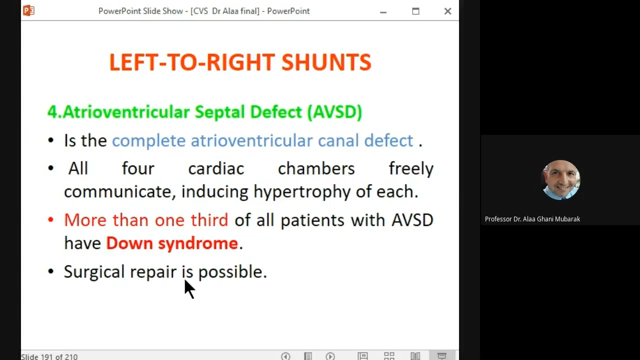 PowerPoint Slide Show - [CVS Dr Alaa final] - PowerPoint
LEFT-TO-RIGHT SHUNTS
4.Atrioventricular Septal Defect (AVSD)
• Is the complete atrioventricular canal defect .
• All four cardiac chambers freely
communicate, inducing hypertrophy of each.
• More than one third of all patients with AVSD
have Down syndrome.
• Surgical repair is possible.
Professor Dr. Alaa Ghani Mubarak
Slide 191 of 210